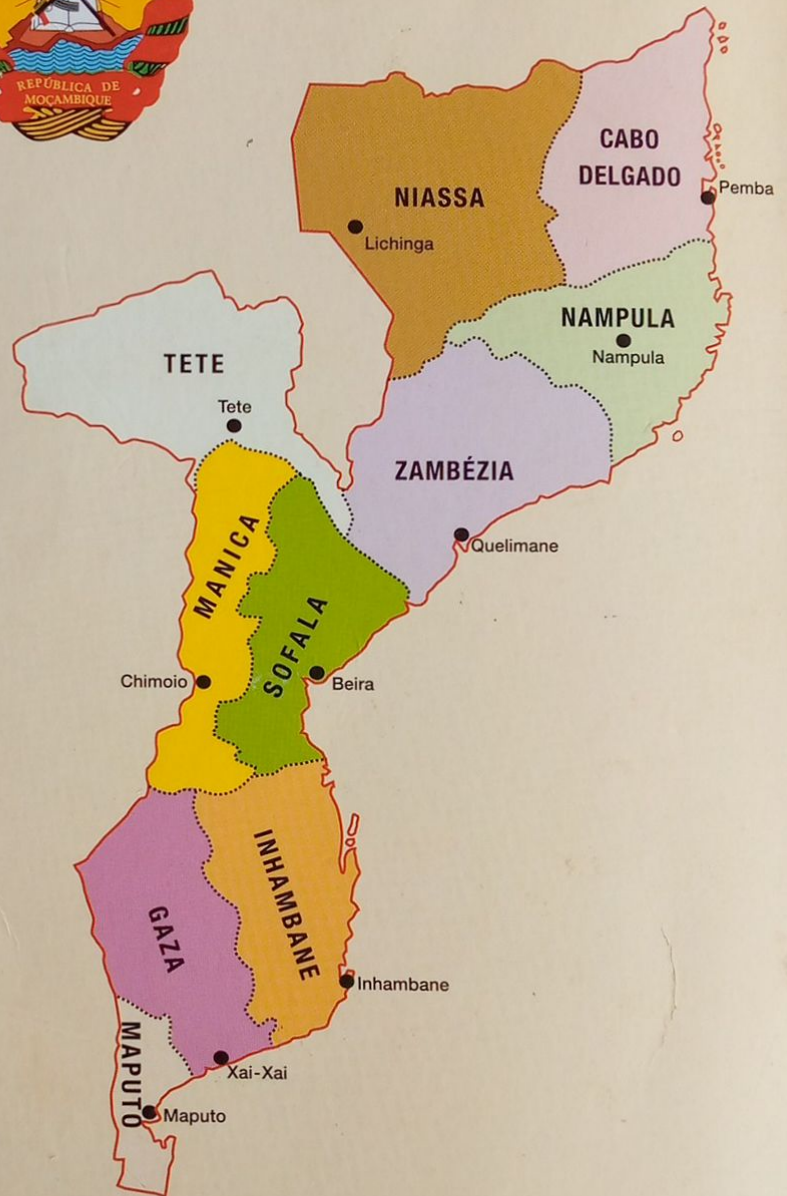 REPÚBLICA DE
MOÇAMBIQUE
CABO
DELGADO
Pemba
NIASSA
Lichinga
NAMPULA
Nampula
TETE
Tete
ZAMBÉZIA
Quelimane
MANICA
SOFALA
Chimoio
Beira
INHAMBANE
GAZA
Inhambane
MAPUTO
Xai-Xai
Maputo